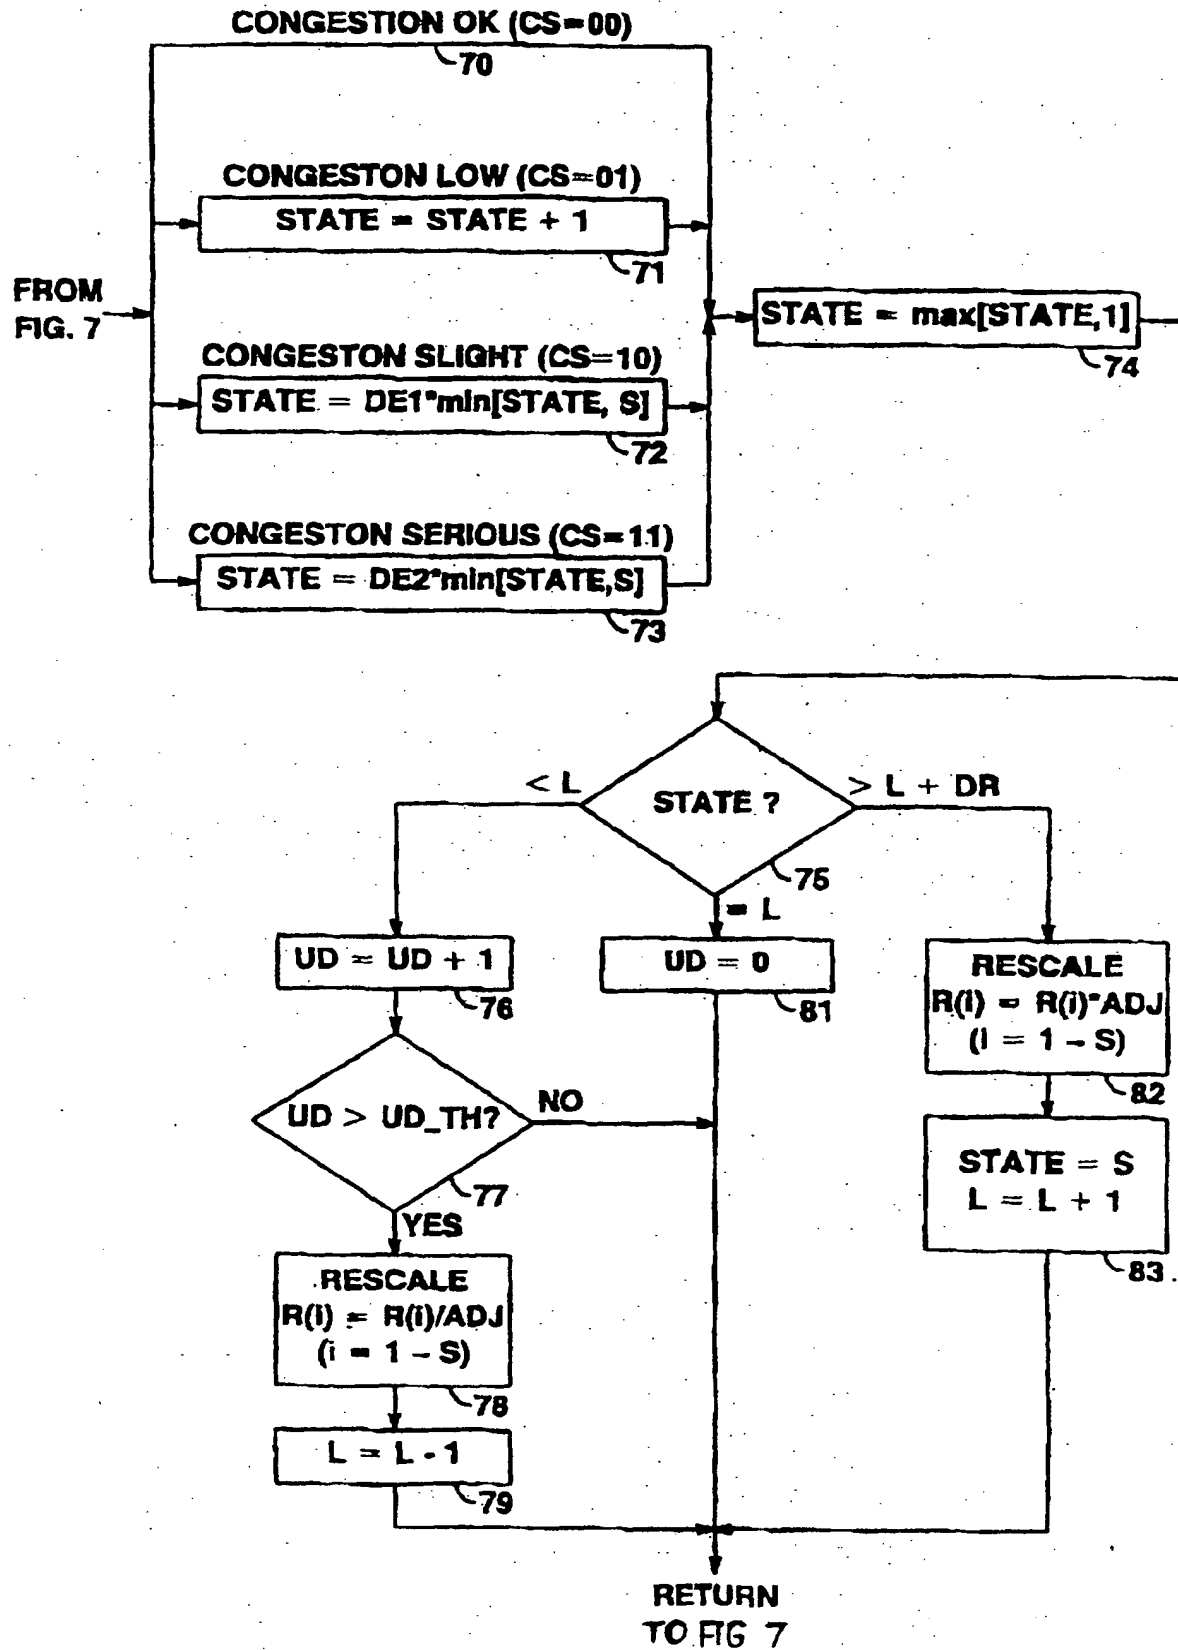 CONGESTION OK (CS=00)
70
CONGESTON LOW (CS=01)
STATE = STATE + 1
71
FROM
FIG. 7
STATE = max[STATE,1]
74
CONGESTON SLIGHT (CS=10)
STATE = DE1*min[STATE, S]
72
CONGESTON SERIOUS (CS=11)
STATE = DE2*min[STATE,S]
73
< L
STATE ?
> L + DR
75
= L
UD = UD + 1
76
UD = 0
81
RESCALE
R(i) = R(i)*ADJ
(i = 1 - S)
82
UD > UD_TH?
NO
77
YES
STATE = S
L = L + 1
83
RESCALE
R(i) = R(i)/ADJ
(i = 1 - S)
78
L = L - 1
79
RETURN
TO FIG 7